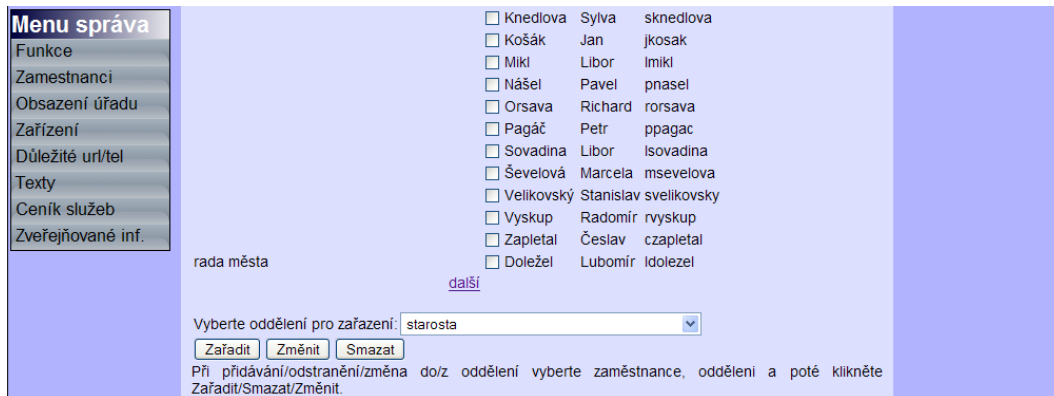 Menu správa
Funkce
Zamestnanci
Obsazení úřadu
Zařízení
Důležité url/tel
Texty
Ceník služeb
Zveřejňované inf.
Knedlova Sylva sknedlova
Košák Jan jkosak
Mikl Libor lmikl
Nášel Pavel pnasel
Orsava Richard rorsava
Pagáč Petr ppagac
Sovadina Libor lsovadina
Ševelová Marcela msevelova
Velikovský Stanislav svelikovsky
Vyskup Radomír rvyskup
Zapletal Česlav czapletal
rada města Doležel Lubomír ldolezel
další
Vyberte oddělení pro zařazení: starosta
Zařadit Změnit Smazat
Při přidávání/odstranění/změna do/z oddělení vyberte zaměstnance, odděleni a poté klikněte
Zařadit/Smazat/Změnit.